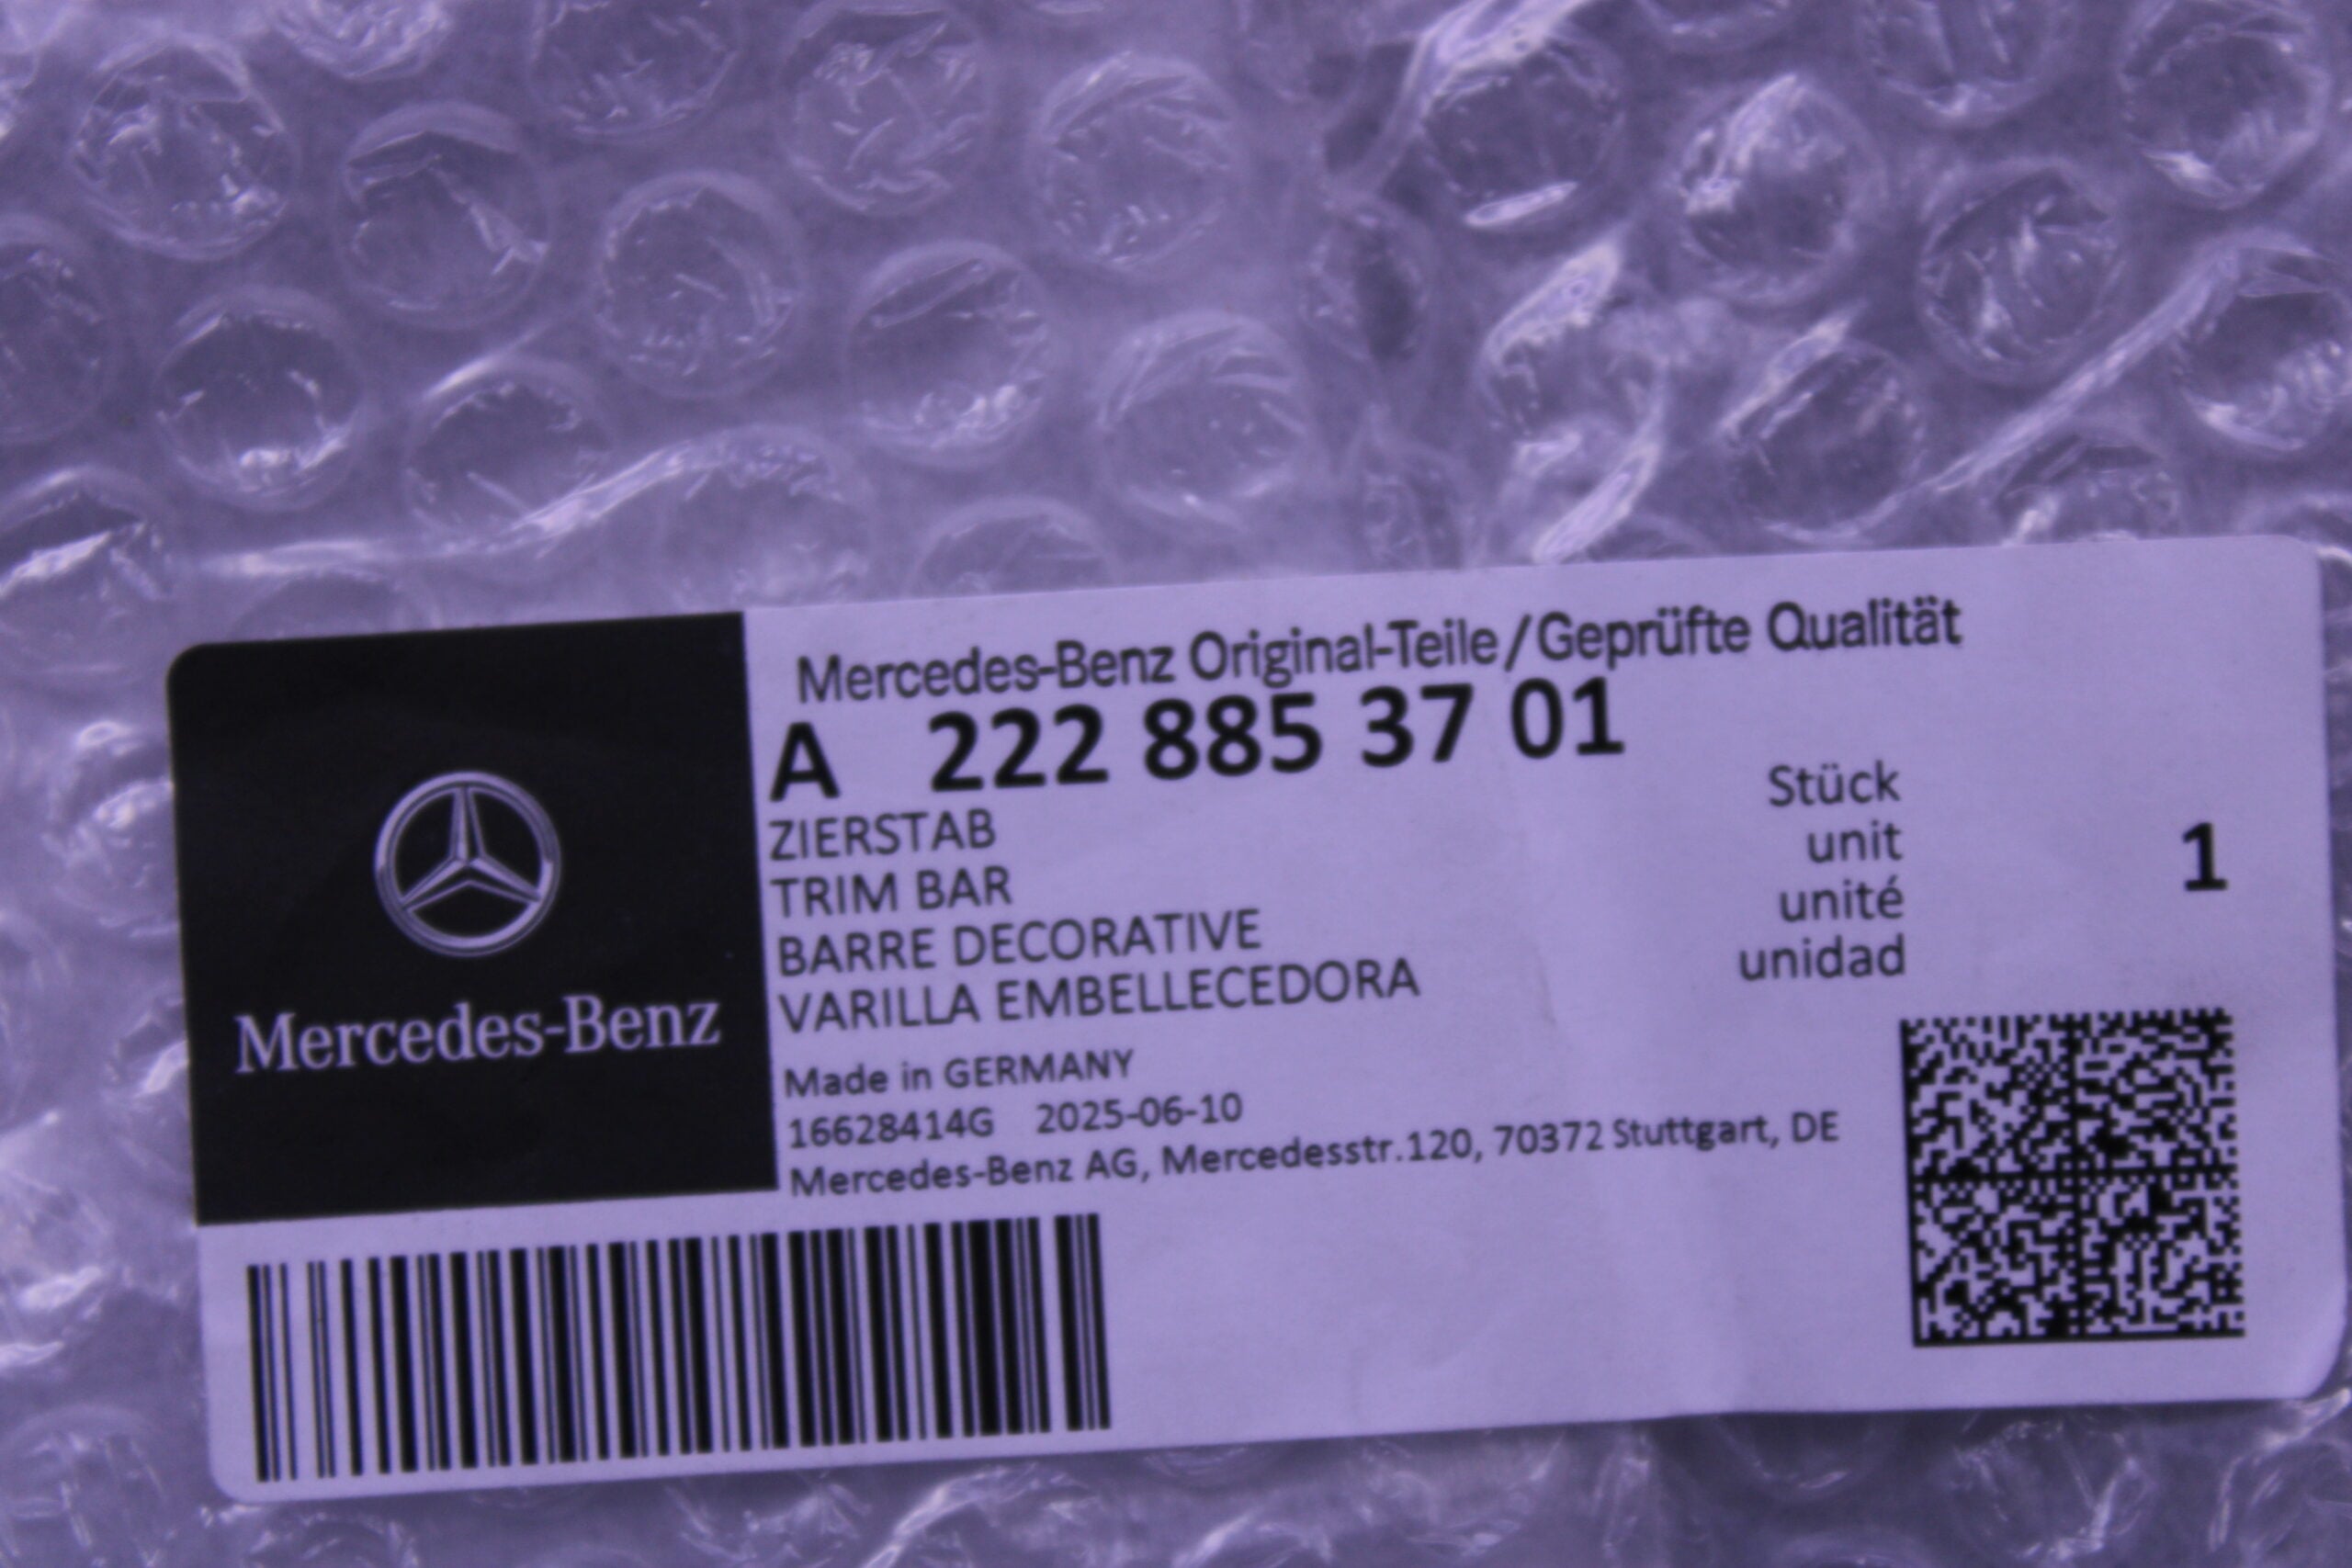 Mercedes-Benz Original-Teile/Geprüfte Qualität
A 222 885 37 01
ZIERSTAB
TRIM BAR
BARRE DECORATIVE
VARILLA EMBELLECEDORA
Stück
unit
unité
unidad
1
Mercedes-Benz
Made in GERMANY
16628414G 2025-06-10
Mercedes-Benz AG, Mercedesstr.120, 70372 Stuttgart, DE